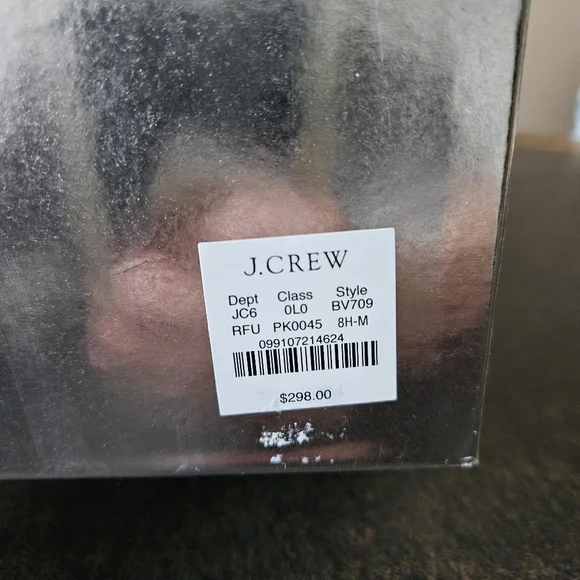 J.CREW
Dept Class Style
JC6 0L0 BV709
RFU PK0045 8H-M
099107214624
$298.00